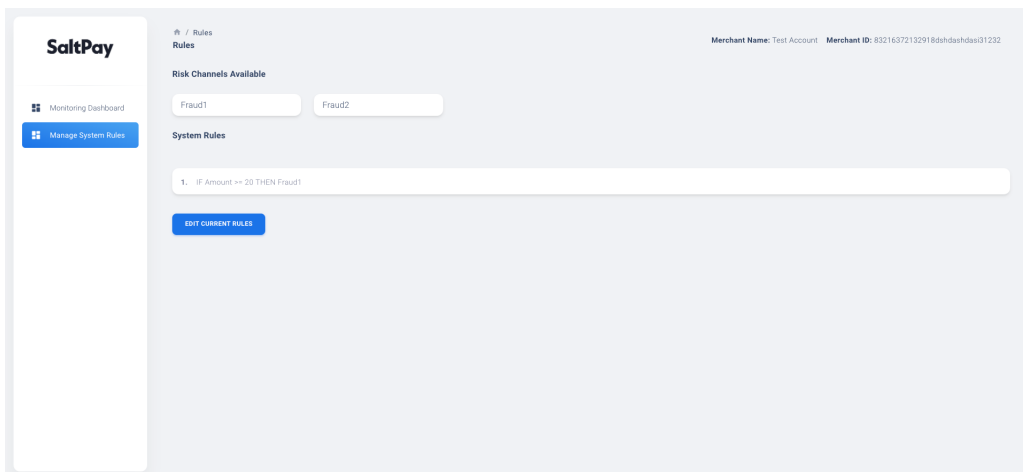 SaltPay
Monitoring Dashboard
Manage System Rules
/ Rules
Rules
Merchant Name: Test Account Merchant ID: 83216372132918dshdashdasi31232
Risk Channels Available
Fraud1
Fraud2
System Rules
1. IF Amount >= 20 THEN Fraud1
EDIT CURRENT RULES